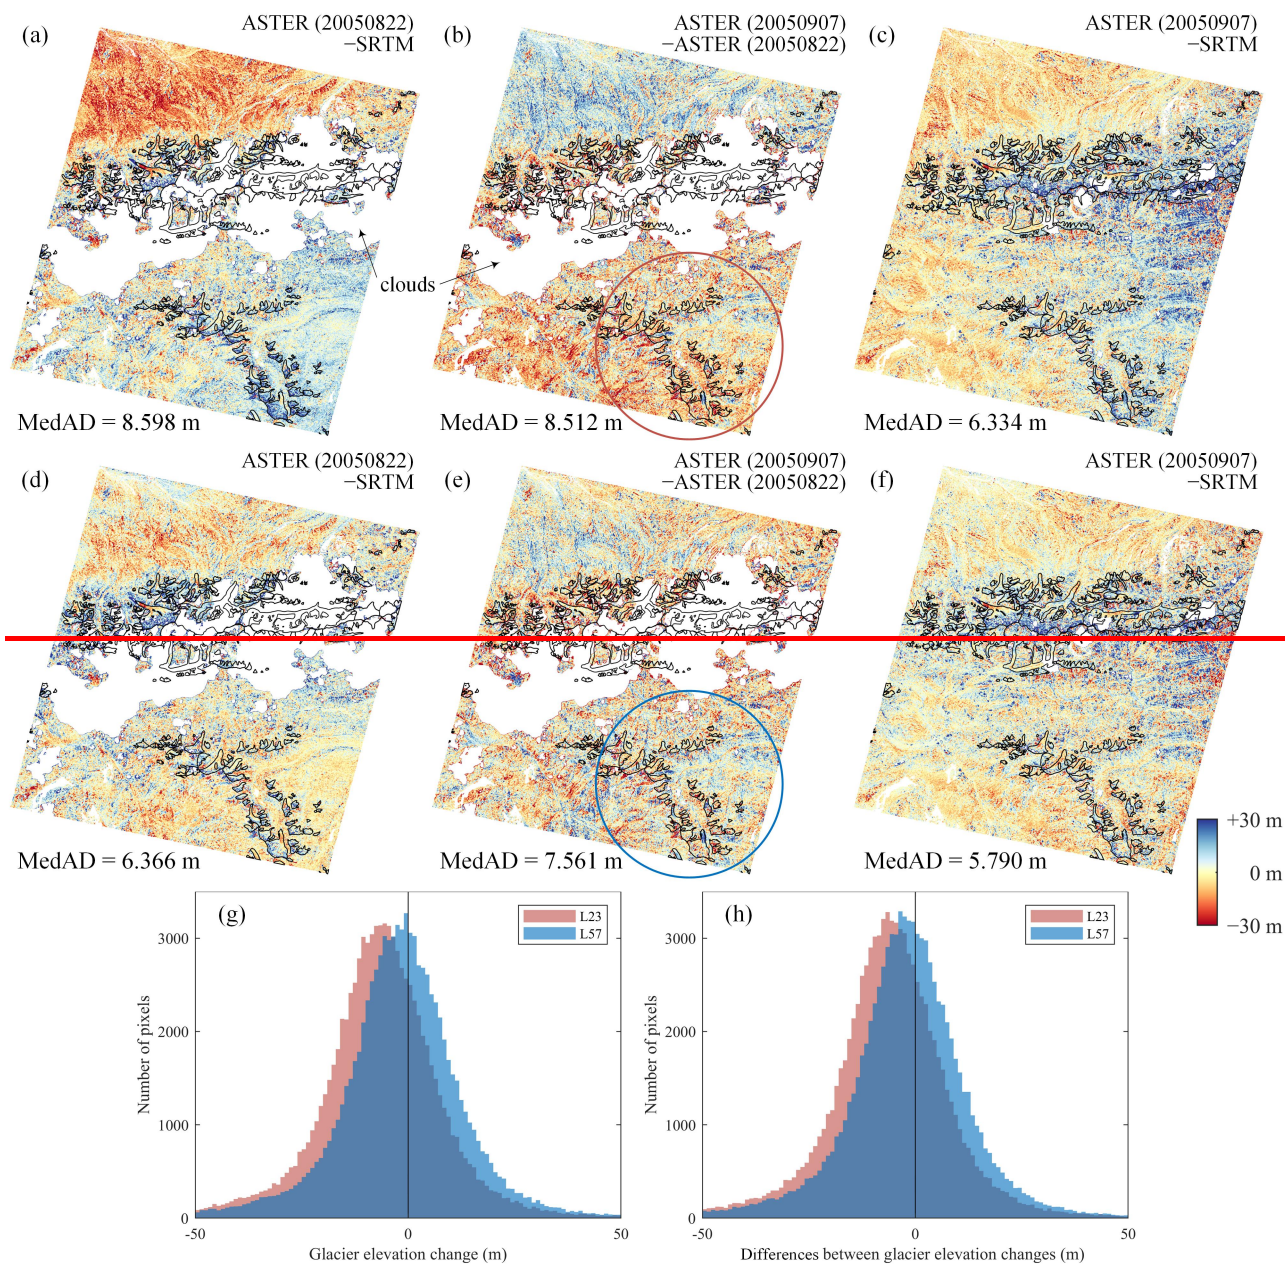 (a) ASTER (20050822)
−SRTM
(b) ASTER (20050907)
−ASTER (20050822)
(c) ASTER (20050907)
−SRTM
clouds
MedAD = 8.598 m
MedAD = 8.512 m
MedAD = 6.334 m
(d) ASTER (20050822)
−SRTM
(e) ASTER (20050907)
−ASTER (20050822)
(f) ASTER (20050907)
−SRTM
MedAD = 6.366 m
MedAD = 7.561 m
MedAD = 5.790 m
+30 m
0 m
−30 m
(g)
L23
L57
3000
2000
1000
0
-50 0 50
Number of pixels
Glacier elevation change (m)
(h)
L23
L57
3000
2000
1000
0
-50 0 50
Number of pixels
Differences between glacier elevation changes (m)